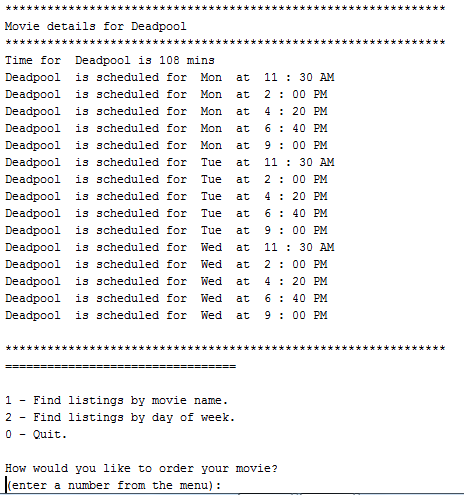 ***************************************************************
Movie details for Deadpool
***************************************************************
Time for  Deadpool is 108 mins
Deadpool  is scheduled for  Mon  at  11 : 30 AM
Deadpool  is scheduled for  Mon  at  2 : 00 PM
Deadpool  is scheduled for  Mon  at  4 : 20 PM
Deadpool  is scheduled for  Mon  at  6 : 40 PM
Deadpool  is scheduled for  Mon  at  9 : 00 PM
Deadpool  is scheduled for  Tue  at  11 : 30 AM
Deadpool  is scheduled for  Tue  at  2 : 00 PM
Deadpool  is scheduled for  Tue  at  4 : 20 PM
Deadpool  is scheduled for  Tue  at  6 : 40 PM
Deadpool  is scheduled for  Tue  at  9 : 00 PM
Deadpool  is scheduled for  Wed  at  11 : 30 AM
Deadpool  is scheduled for  Wed  at  2 : 00 PM
Deadpool  is scheduled for  Wed  at  4 : 20 PM
Deadpool  is scheduled for  Wed  at  6 : 40 PM
Deadpool  is scheduled for  Wed  at  9 : 00 PM
***************************************************************
=================================
1 - Find listings by movie name.
2 - Find listings by day of week.
0 - Quit.
How would you like to order your movie?
(enter a number from the menu):